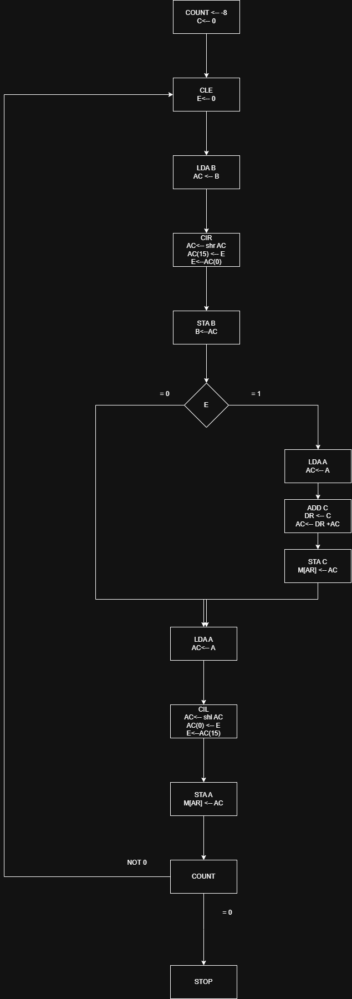 COUNT <-- -8
C<-- 0
CLE
E<-- 0
LDA B
AC <-- B
CIR
AC<-- shr AC
AC(15) <-- E
E<--AC(0)
STA B
B<--AC
= 0
= 1
E
LDA A
AC<-- A
ADD C
DR <-- C
AC<-- DR +AC
STA C
M[AR] <-- AC
LDA A
AC<-- A
CIL
AC<-- shl AC
AC(0) <-- E
E<--AC(15)
STA A
M[AR] <-- AC
NOT 0
COUNT
= 0
STOP